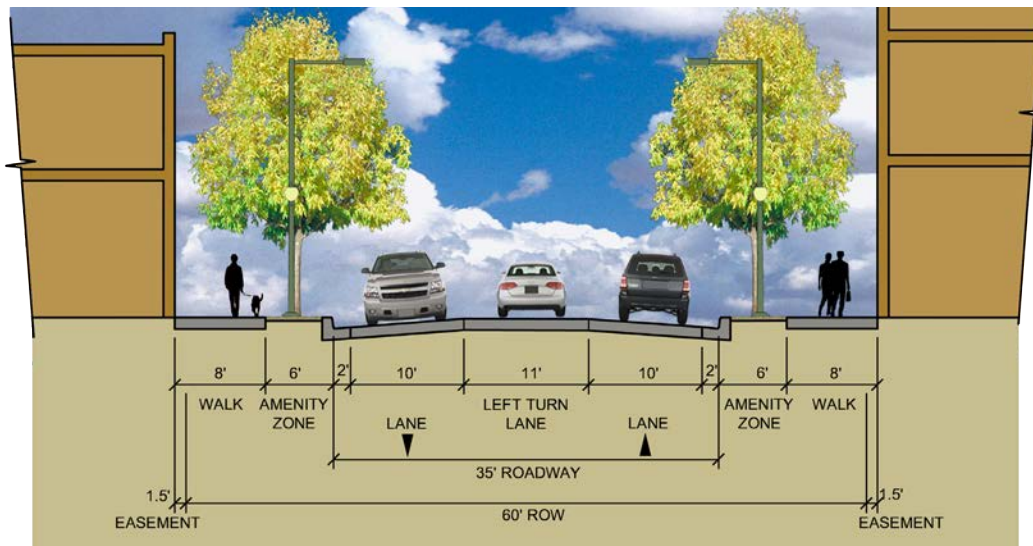 8' 6' 2' 10' 11' 10' 2' 6' 8'
WALK AMENITY ZONE LANE LEFT TURN LANE LANE AMENITY ZONE WALK
35' ROADWAY
1.5' EASEMENT 60' ROW 1.5' EASEMENT